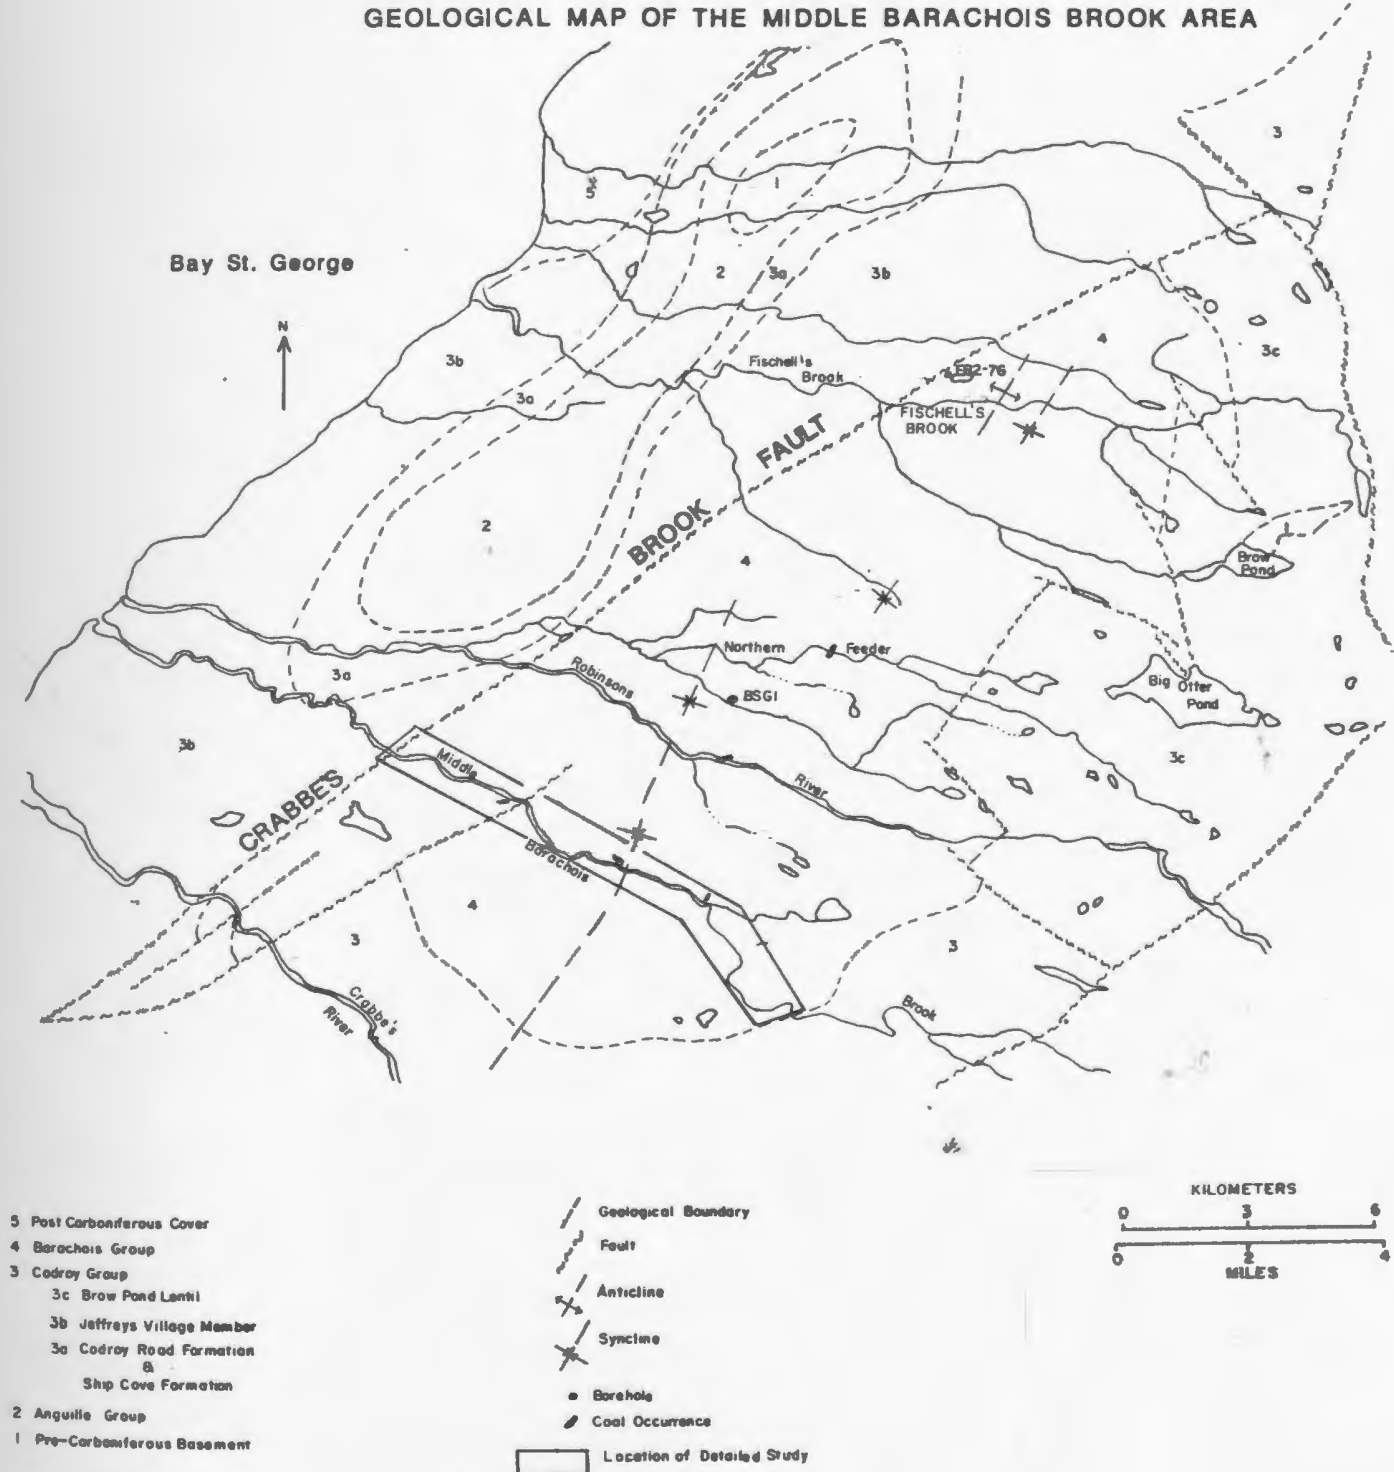 GEOLOGICAL MAP OF THE MIDDLE BARACHOIS BROOK AREA
3
5
1
Bay St. George
2
3a
3b
N
3b
Fischell's
Brook
4
3c
3a
FISCHELL'S
BROOK
FAULT
2
BROOK
4
1
Brow
Pond
Northern
Feeder
3a
Robinsons
BSG1
Big Otter
Pond
3b
Middle
River
3c
CRABBE'S
Barachois
4
3
3
Crabbe's
River
Brook
KILOMETERS
0 3 6
0 2 4
MILES
5 Post Carboniferous Cover
4 Barachois Group
3 Codroy Group
3c Brow Pond Lentil
3b Jeffreys Village Member
3a Codroy Road Formation
&
Ship Cove Formation
2 Anguille Group
1 Pre-Carboniferous Basement
Geological Boundary
Fault
Anticline
Syncline
Borehole
Coal Occurrence
Location of Detailed Study